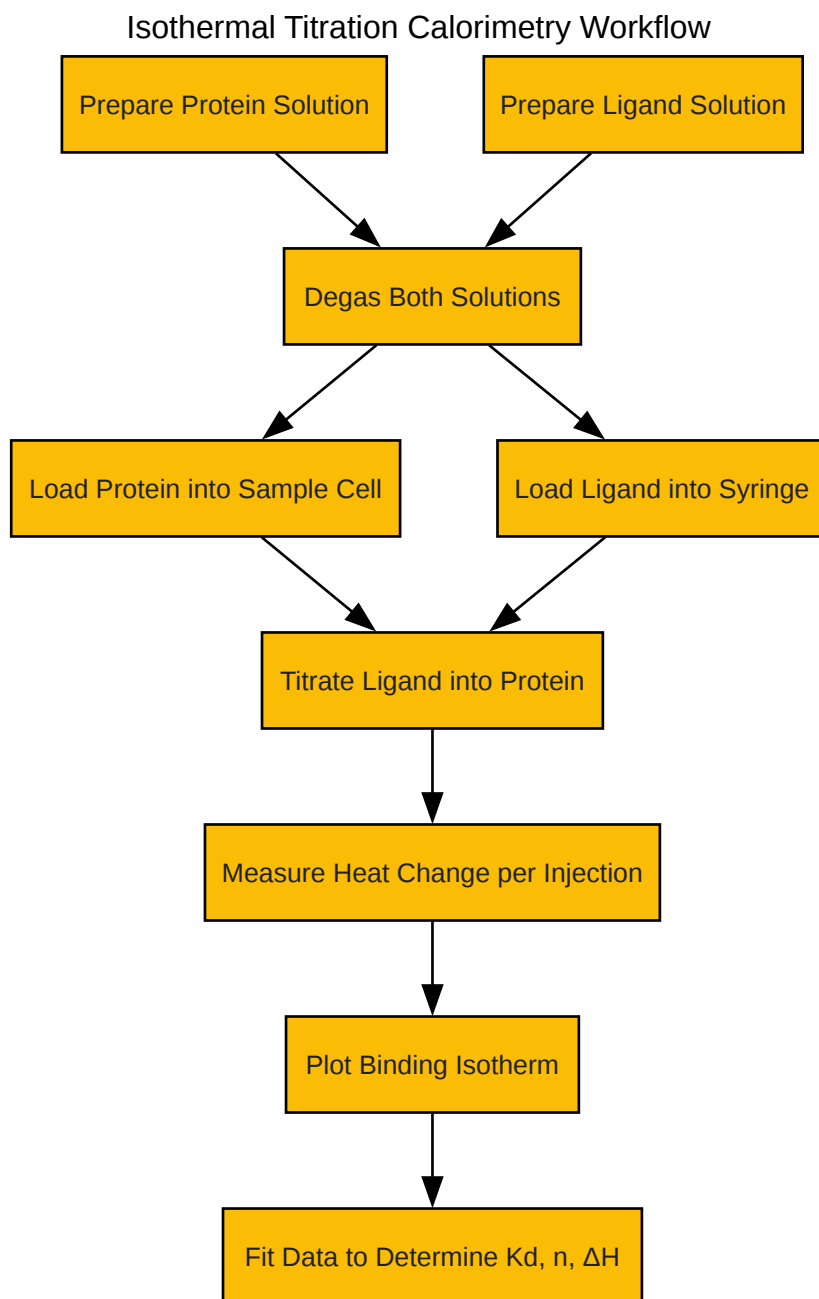 Isothermal Titration Calorimetry Workflow
Prepare Protein Solution
Prepare Ligand Solution
Degas Both Solutions
Load Protein into Sample Cell
Load Ligand into Syringe
Titrate Ligand into Protein
Measure Heat Change per Injection
Plot Binding Isotherm
Fit Data to Determine Kd, n, ΔH